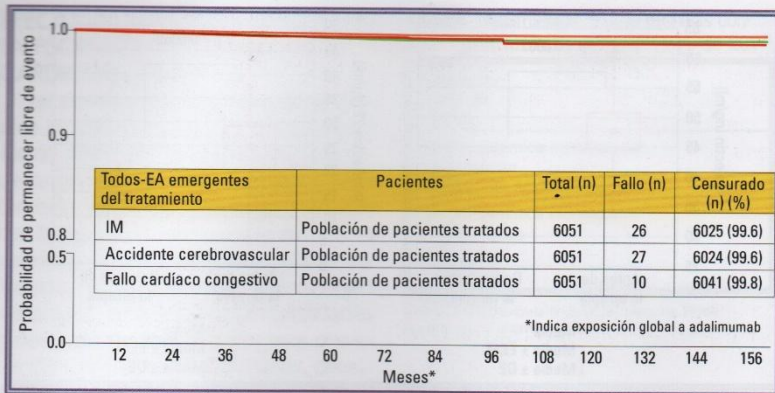 Probabilidad de permanecer libre de evento
1.0
0.9
0.8
0.5
0.0
Todos-EA emergentes del tratamiento Pacientes Total (n) Fallo (n) Censurado (n) (%)
IM Población de pacientes tratados 6051 26 6025 (99.6)
Accidente cerebrovascular Población de pacientes tratados 6051 27 6024 (99.6)
Fallo cardíaco congestivo Población de pacientes tratados 6051 10 6041 (99.8)
*Indica exposición global a adalimumab
12 24 36 48 60 72 84 96 108 120 132 144 156
Meses*